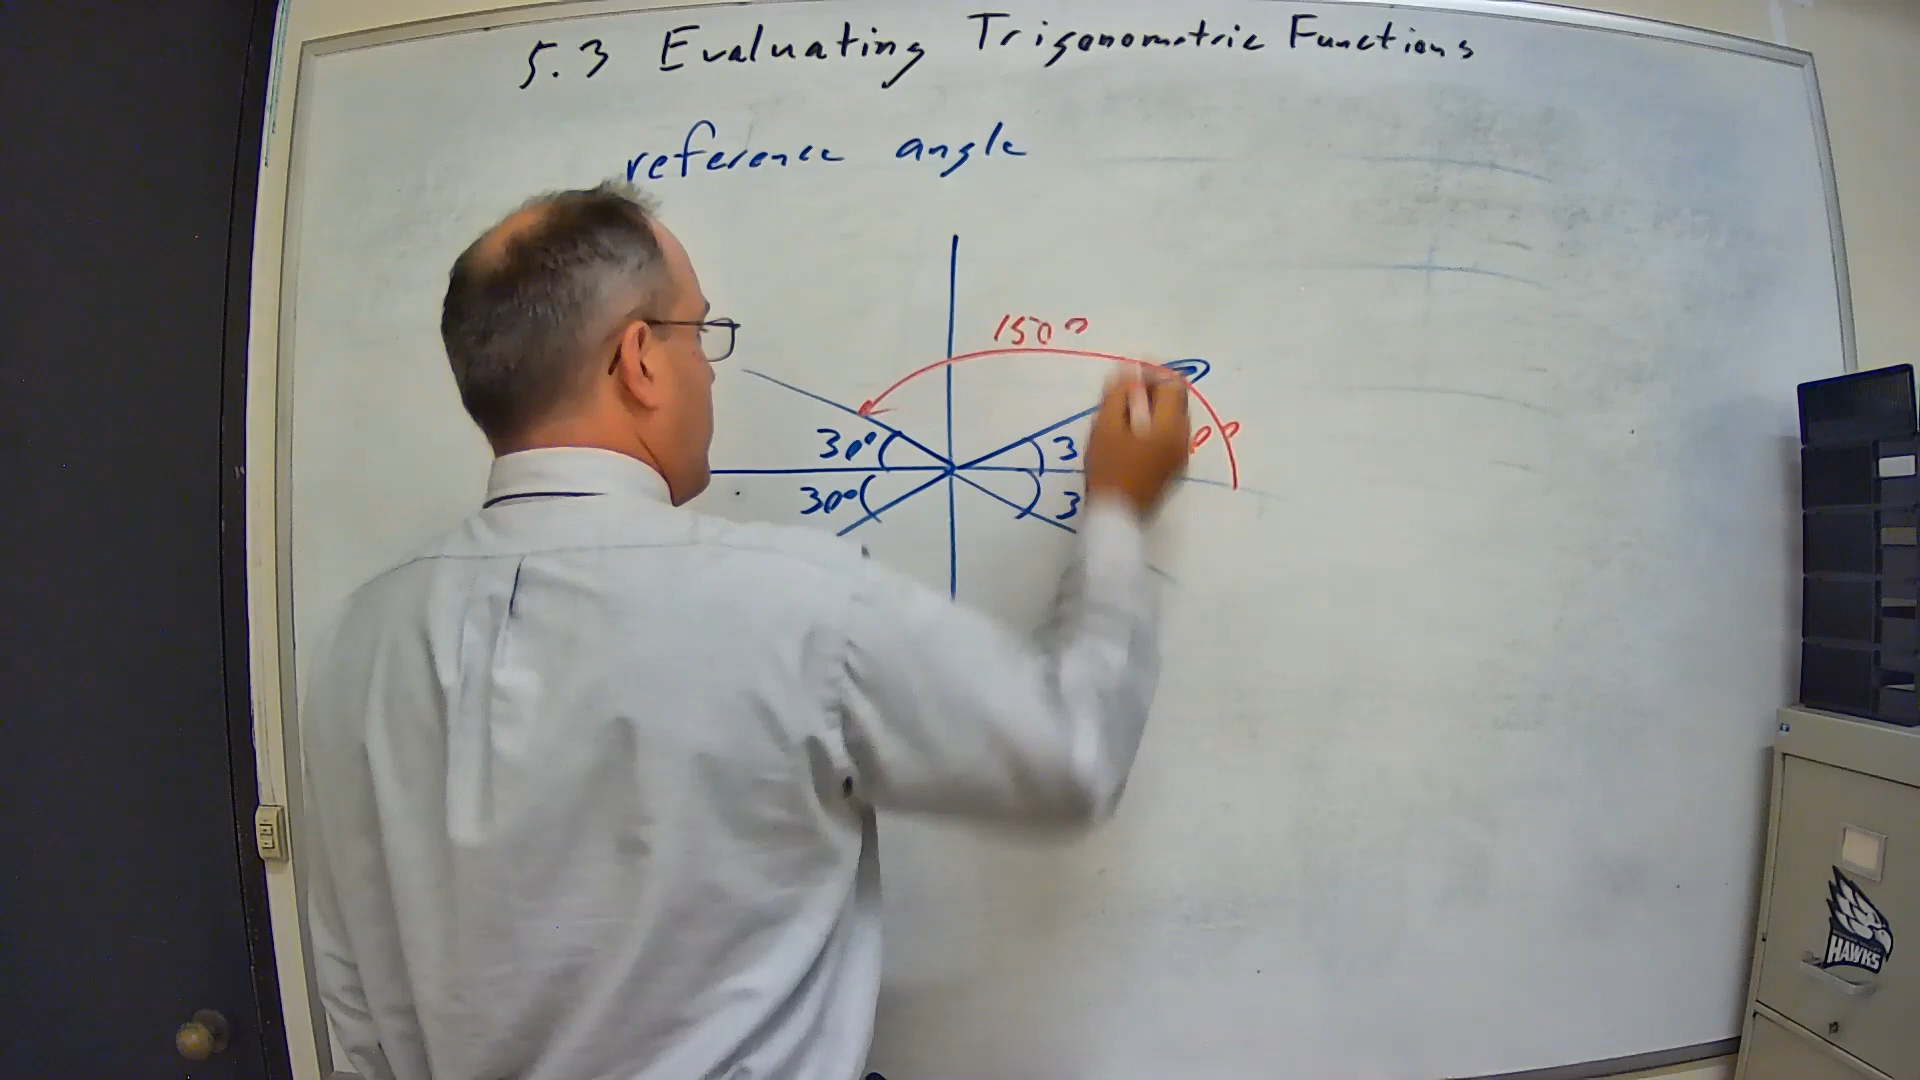 5.3 Evaluating Trigonometric Functions
reference angle
150°
30°
3
30°
3
HAWKS